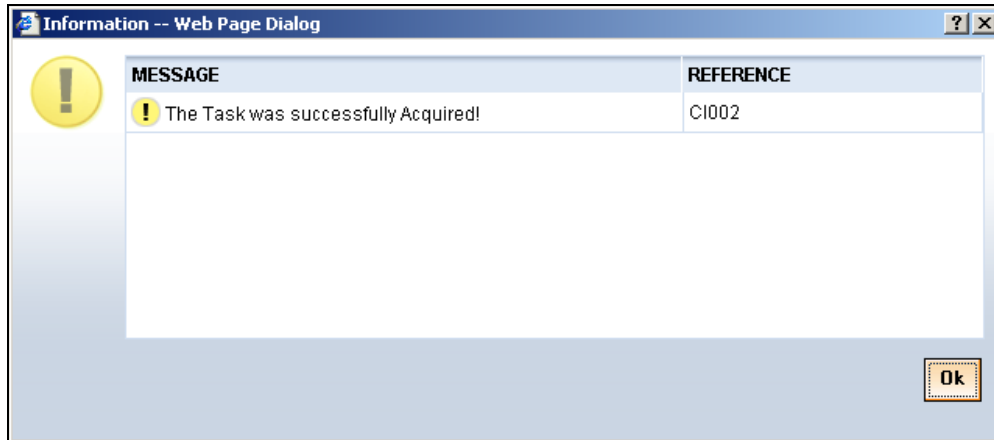 Information -- Web Page Dialog
MESSAGE REFERENCE
The Task was successfully Acquired! CI002
Ok